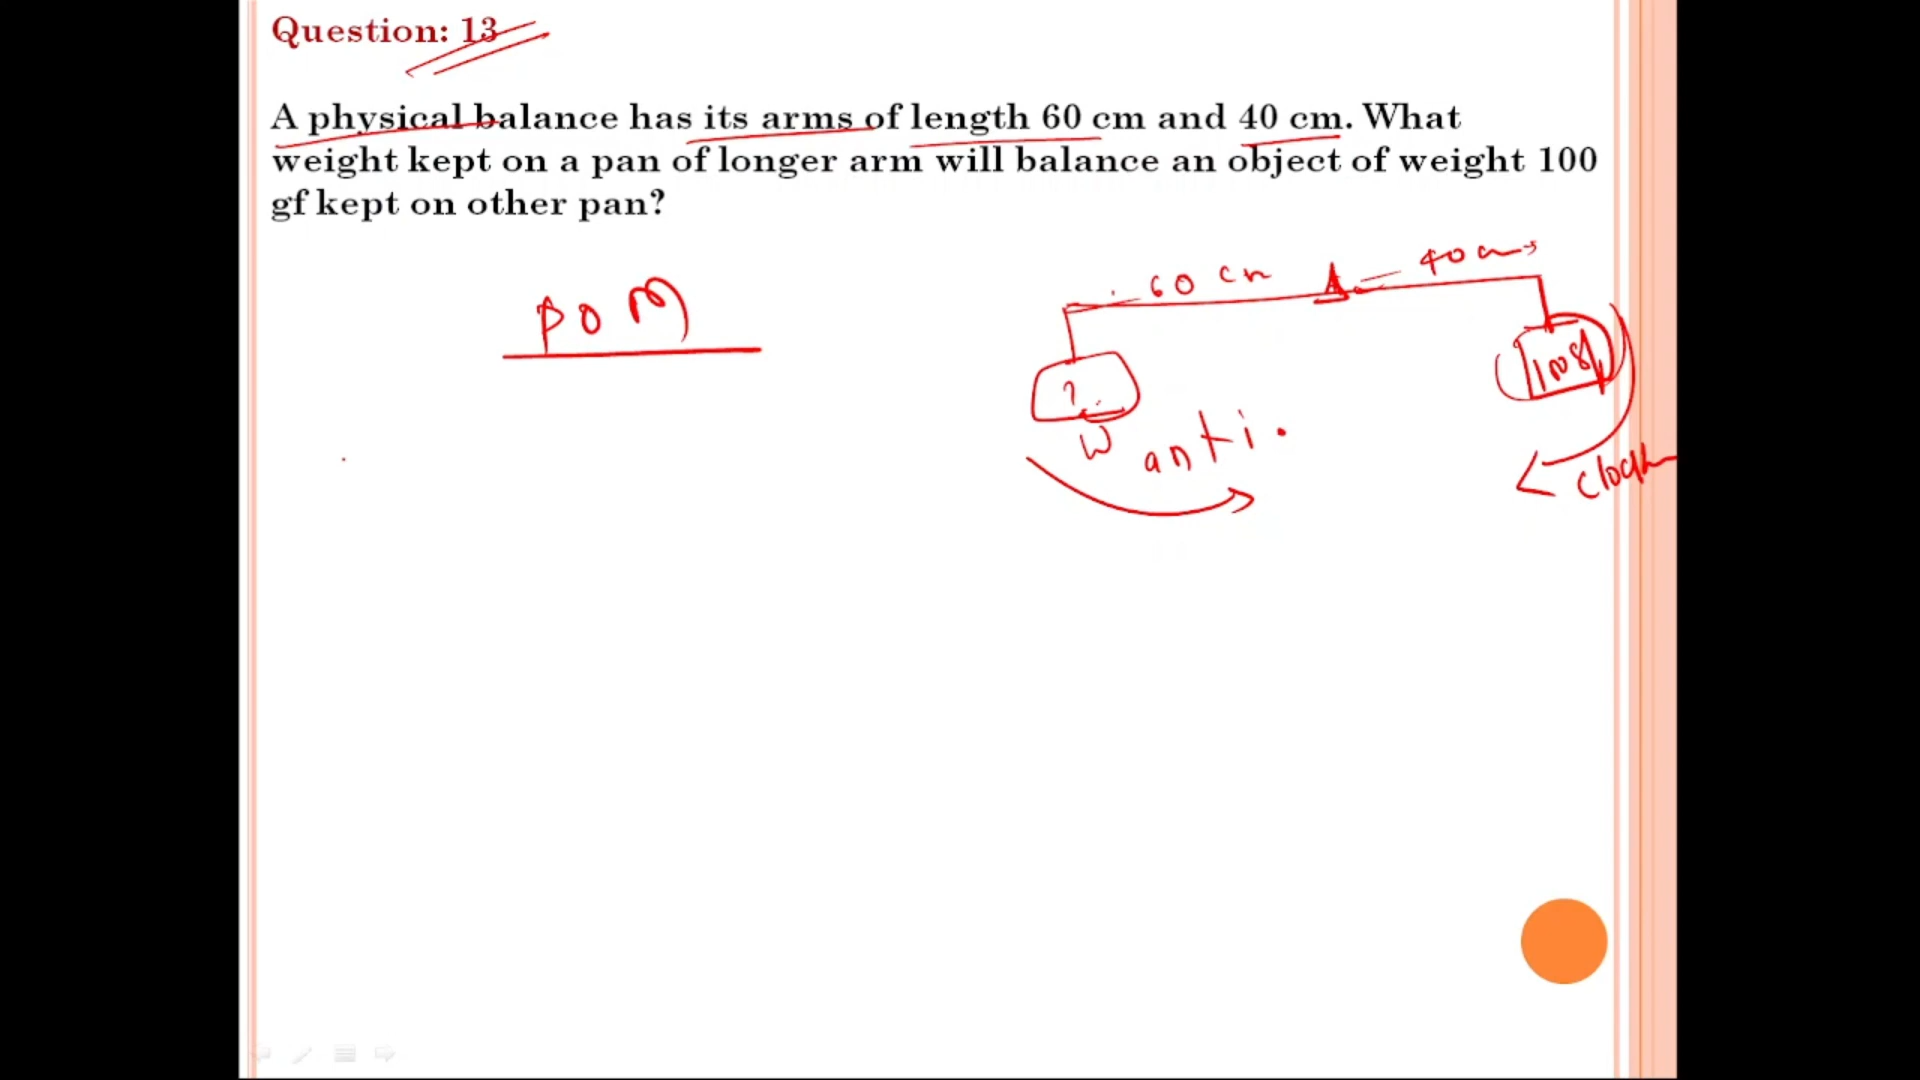 Question: 13
A physical balance has its arms of length 60 cm and 40 cm. What
weight kept on a pan of longer arm will balance an object of weight 100
gf kept on other pan?
POM
60 cm
40 cm
?
W
anti.